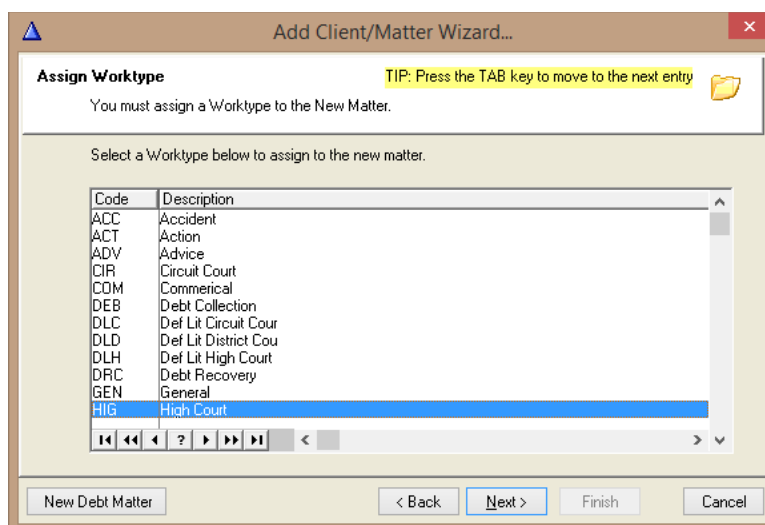 Add Client/Matter Wizard...
Assign Worktype
TIP: Press the TAB key to move to the next entry
You must assign a Worktype to the New Matter.
Select a Worktype below to assign to the new matter.
Code Description
ACC Accident
ACT Action
ADV Advice
CIR Circuit Court
COM Commerical
DEB Debt Collection
DLC Def Lit Circuit Cour
DLD Def Lit District Cou
DLH Def Lit High Court
DRC Debt Recovery
GEN General
HIG High Court
?
New Debt Matter < Back Next > Finish Cancel